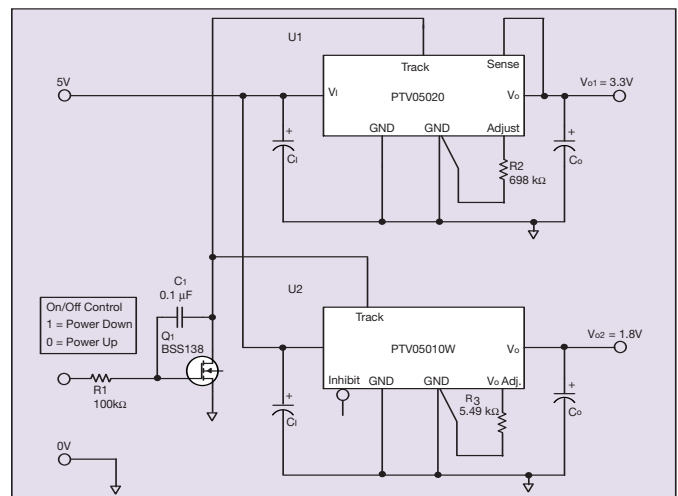 U1
Track
Sense
5V
VI
PTV05020
Vo
Vo1 = 3.3V
GND
GND
Adjust
+
CI
R2
698 kΩ
+
Co
C1
0.1 µF
U2
On/Off Control
1 = Power Down
0 = Power Up
Q1
BSS138
Track
PTV05010W
Vo
Vo2 = 1.8V
Inhibit
GND
GND
Vo Adj.
R1
100kΩ
+
CI
R3
5.49 kΩ
+
Co
0V